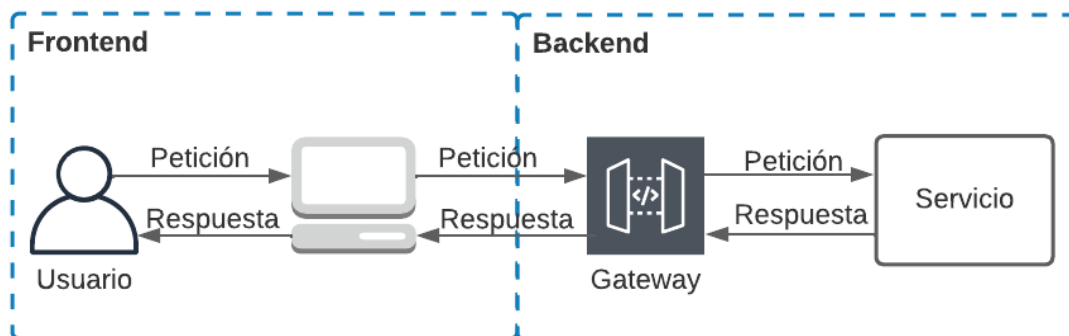 Frontend
Backend
Petición
Petición
Petición
Respuesta
Respuesta
Respuesta
Servicio
Usuario
Gateway